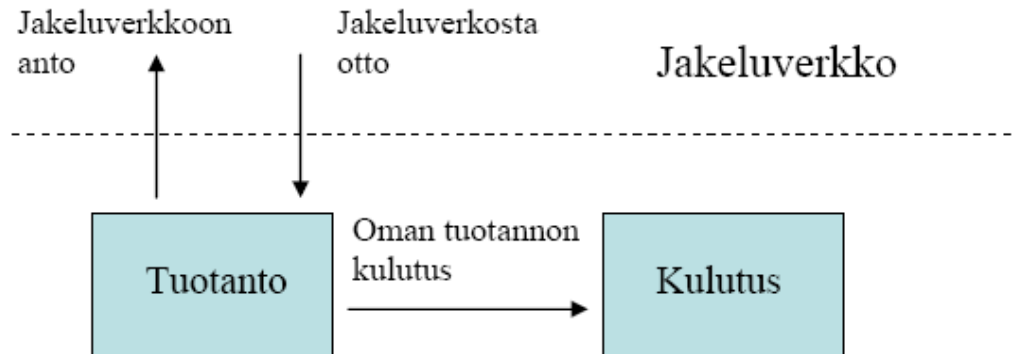 Jakeluverkkoon
anto
Jakeluverkosta
otto
Jakeluverkko
Oman tuotannon
kulutus
Tuotanto
Kulutus